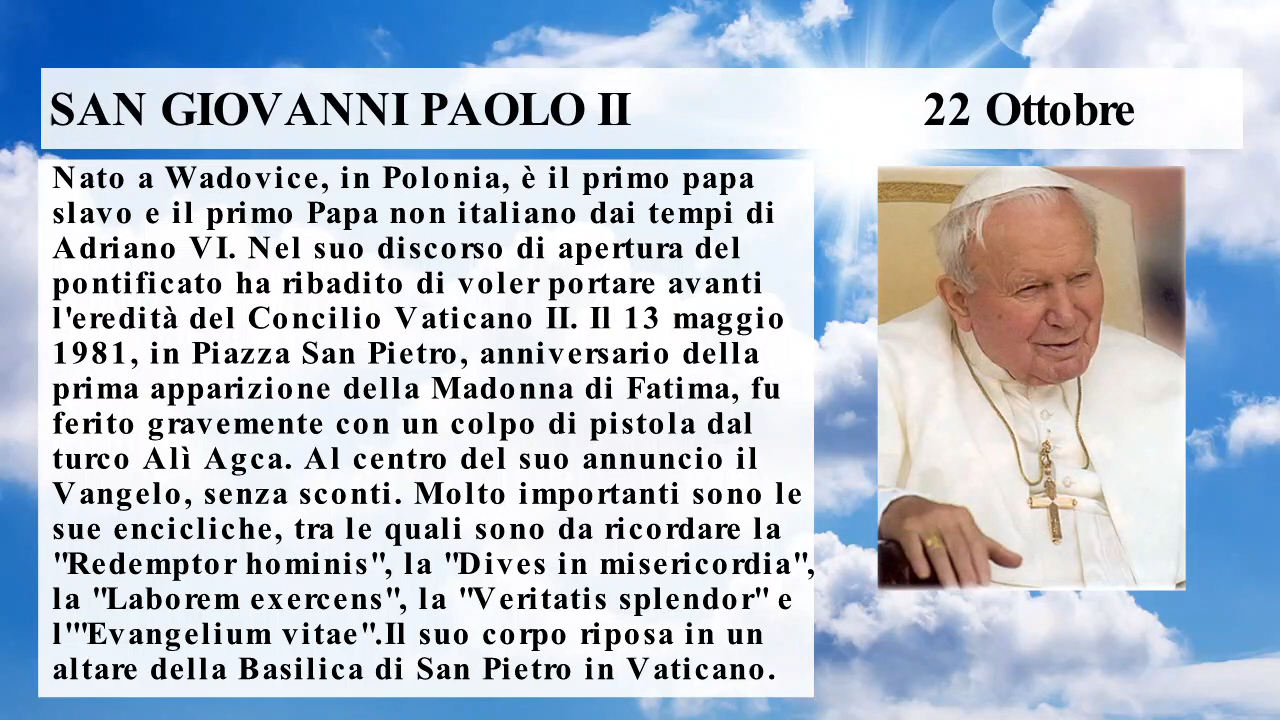 SAN GIOVANNI PAOLO II 22 Ottobre
Nato a Wadovice, in Polonia, è il primo papa
slavo e il primo Papa non italiano dai tempi di
Adriano VI. Nel suo discorso di apertura del
pontificato ha ribadito di voler portare avanti
l'eredità del Concilio Vaticano II. Il 13 maggio
1981, in Piazza San Pietro, anniversario della
prima apparizione della Madonna di Fatima, fu
ferito gravemente con un colpo di pistola dal
turco Alì Agca. Al centro del suo annuncio il
Vangelo, senza sconti. Molto importanti sono le
sue encicliche, tra le quali sono da ricordare la
"Redemptor hominis", la "Dives in misericordia",
la "Laborem exercens", la "Veritatis splendor" e
l'"Evangelium vitae".Il suo corpo riposa in un
altare della Basilica di San Pietro in Vaticano.